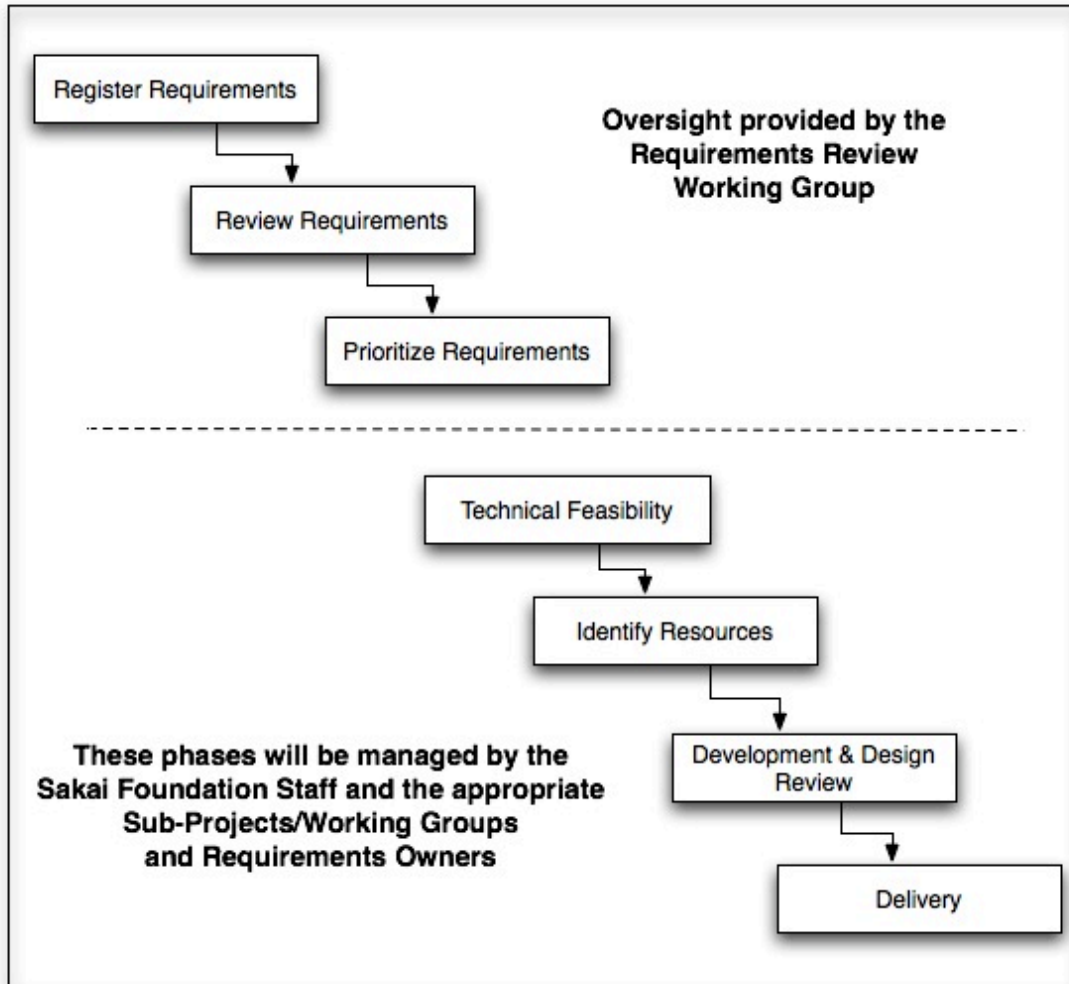 Register Requirements
Oversight provided by the
Requirements Review
Working Group
Review Requirements
Prioritize Requirements
Technical Feasibility
Identify Resources
Development & Design
Review
These phases will be managed by the
Sakai Foundation Staff and the appropriate
Sub-Projects/Working Groups
and Requirements Owners
Delivery